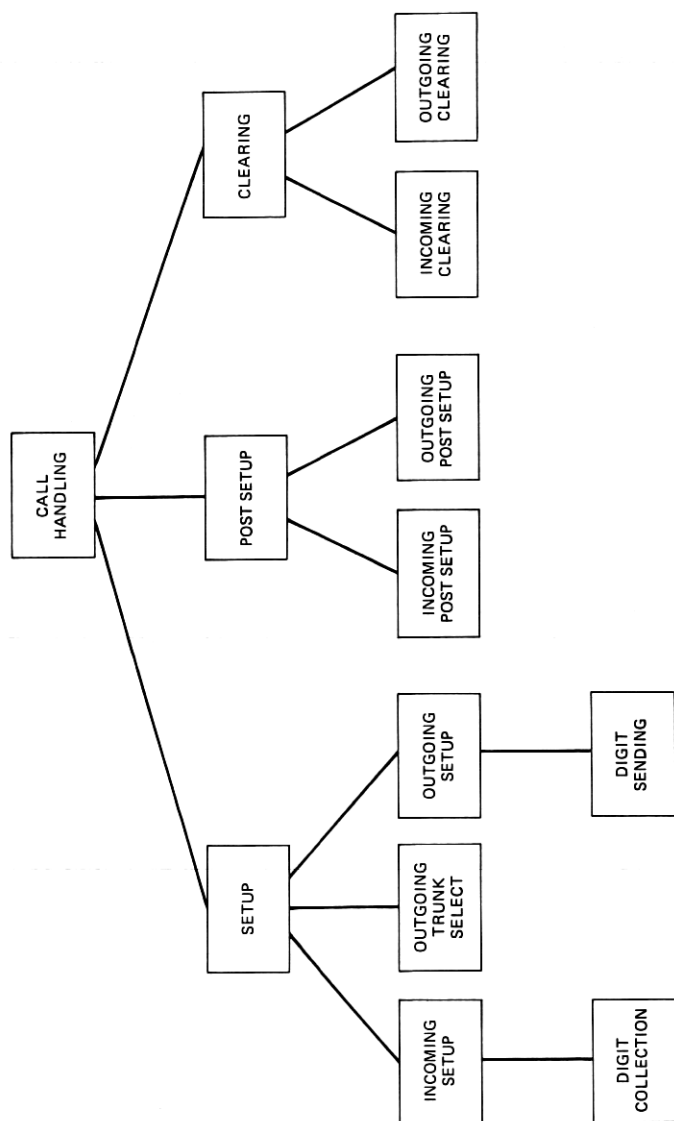 CALL
HANDLING
SETUP
POST SETUP
CLEARING
INCOMING
SETUP
OUTGOING
TRUNK
SELECT
OUTGOING
SETUP
INCOMING
POST SETUP
OUTGOING
POST SETUP
INCOMING
CLEARING
OUTGOING
CLEARING
DIGIT
COLLECTION
DIGIT
SENDING